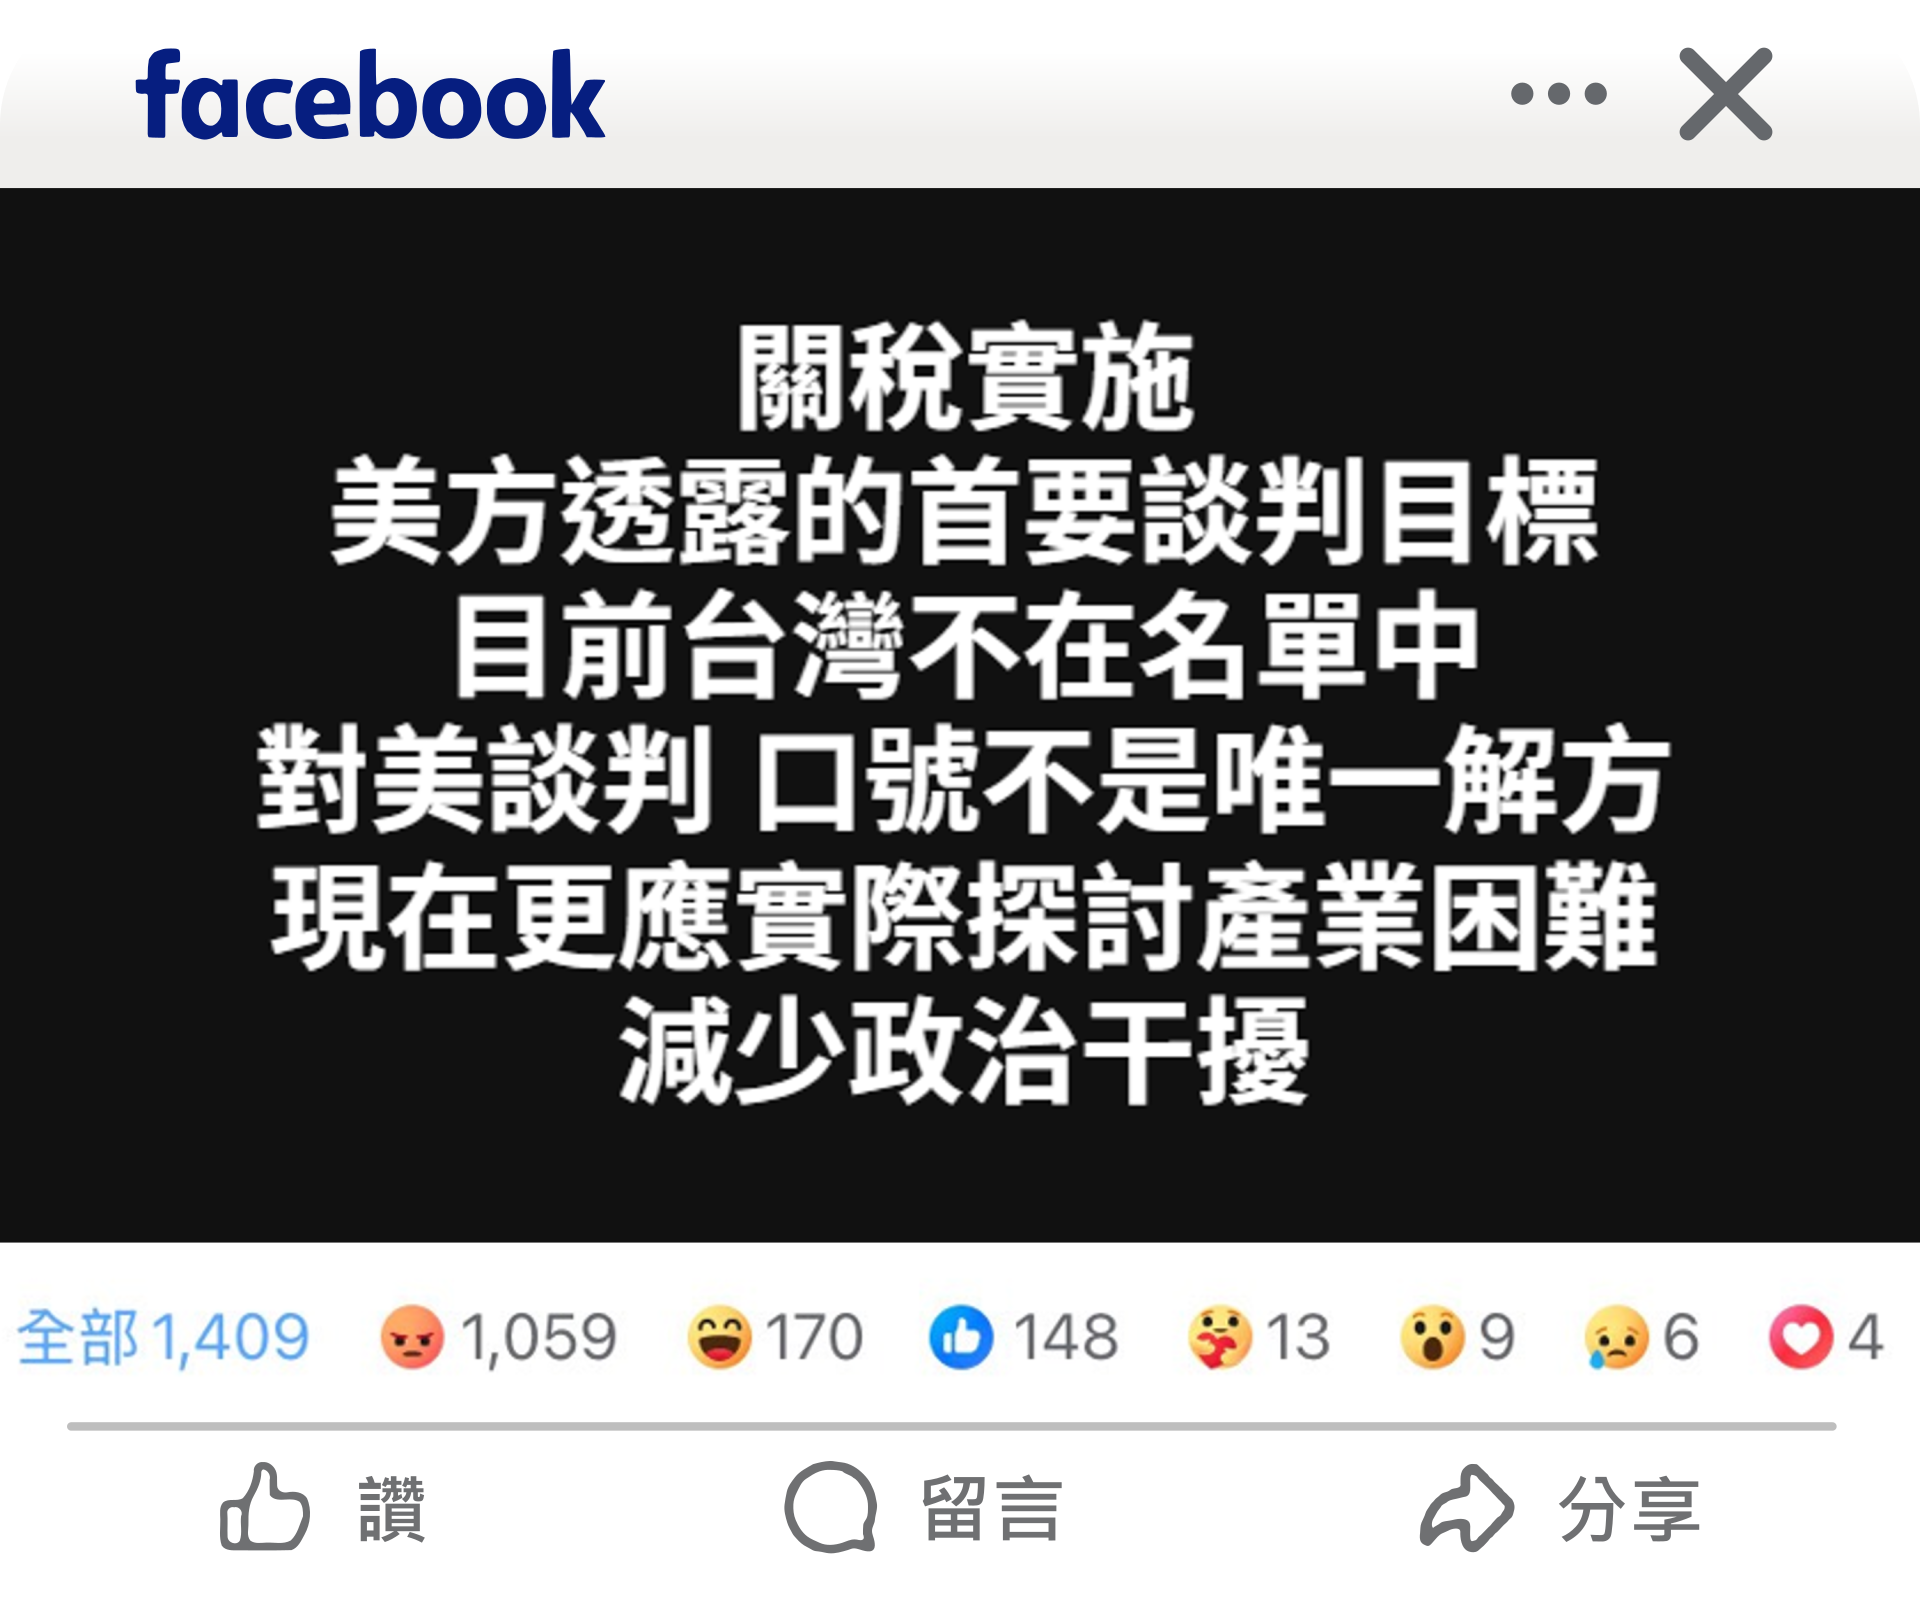 facebook
關稅實施
美方透露的首要談判目標
目前台灣不在名單中
對美談判 口號不是唯一解方
現在更應實際探討產業困難
減少政治干擾
全部 1,409 1,059 170 148 13 9 6 4
讚 留言 分享